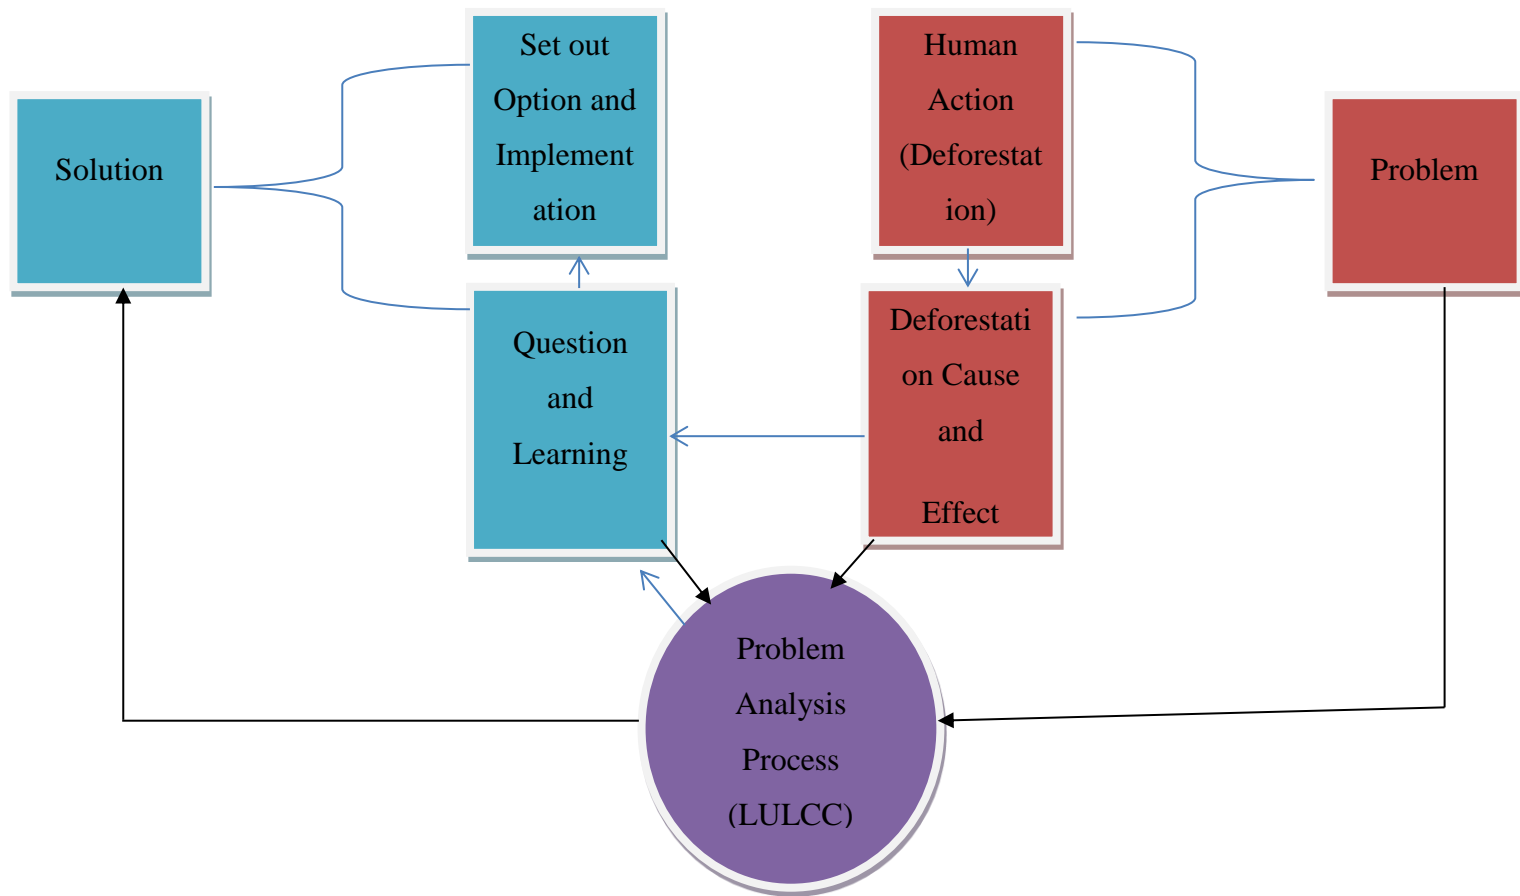 Solution
Set out
Option and
Implement
ation
Human
Action
(Deforestat
ion)
Problem
Question
and
Learning
Deforestati
on Cause
and
Effect
Problem
Analysis
Process
(LULCC)